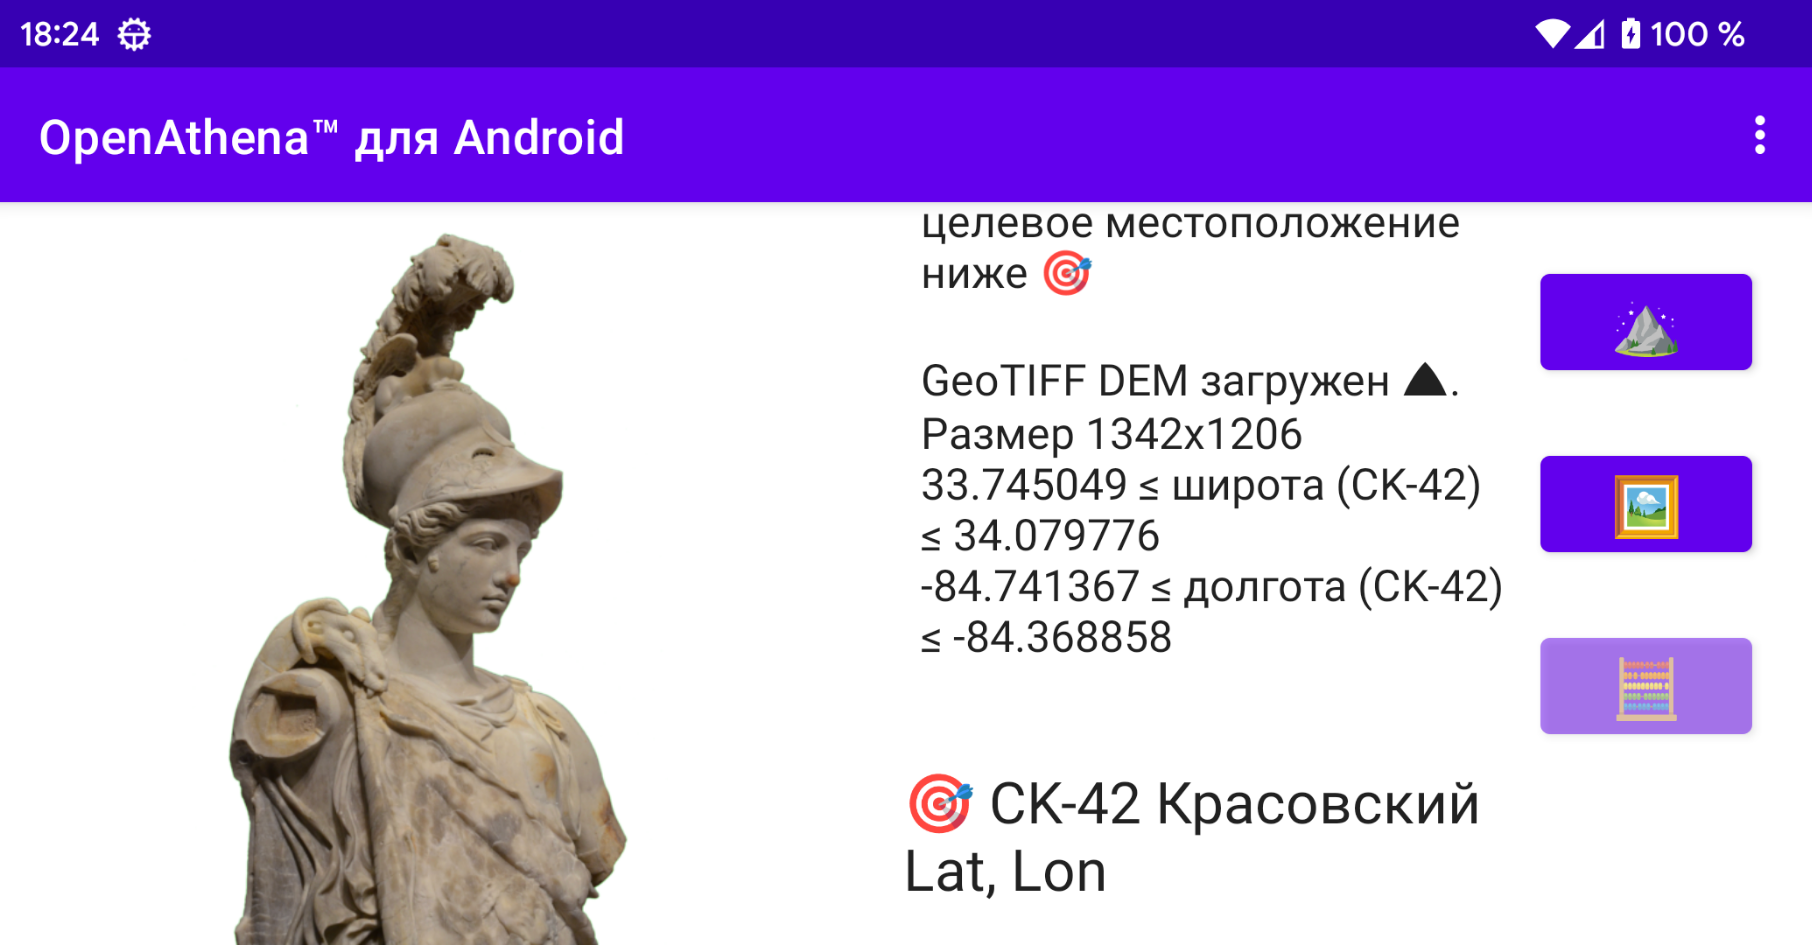 18:24
100 %
OpenAthena™ для Android
целевое местоположение
ниже 🎯
GeoTIFF DEM загружен ⛰.
Размер 1342x1206
33.745049 ≤ широта (СК-42)
≤ 34.079776
-84.741367 ≤ долгота (СК-42)
≤ -84.368858
🎯 СК-42 Красовский
Lat, Lon